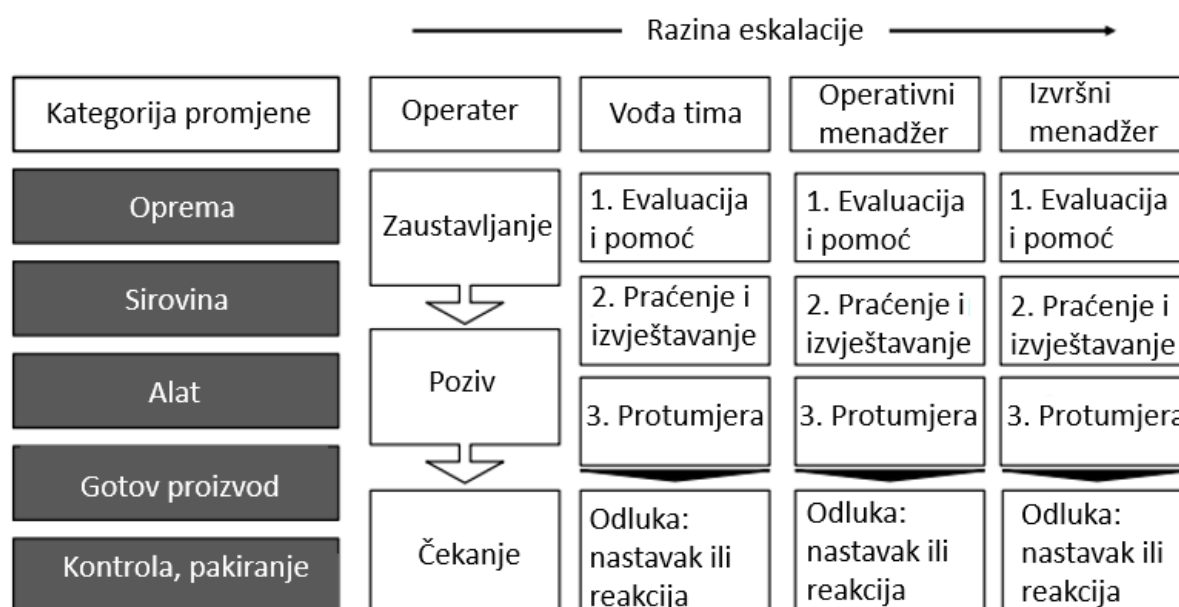 Razina eskalacije
Kategorija promjene
Operater
Vođa tima
Operativni
menadžer
Izvršni
menadžer
Oprema
Sirovina
Alat
Gotov proizvod
Kontrola, pakiranje
Zaustavljanje
Poziv
Čekanje
1. Evaluacija
i pomoć
2. Praćenje i
izvještavanje
3. Protumjera
Odluka:
nastavak ili
reakcija
1. Evaluacija
i pomoć
2. Praćenje i
izvještavanje
3. Protumjera
Odluka:
nastavak ili
reakcija
1. Evaluacija
i pomoć
2. Praćenje i
izvještavanje
3. Protumjera
Odluka:
nastavak ili
reakcija